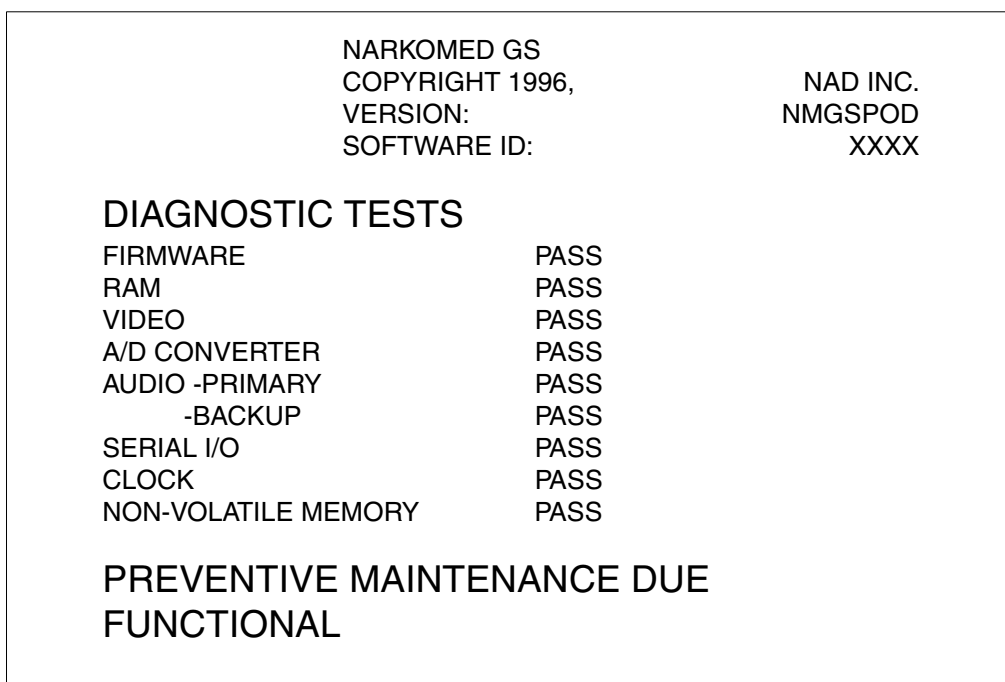 NARKOMED GS
COPYRIGHT 1996, NAD INC.
VERSION: NMGSPOD
SOFTWARE ID: XXXX
DIAGNOSTIC TESTS
FIRMWARE PASS
RAM PASS
VIDEO PASS
A/D CONVERTER PASS
AUDIO -PRIMARY PASS
-BACKUP PASS
SERIAL I/O PASS
CLOCK PASS
NON-VOLATILE MEMORY PASS
PREVENTIVE MAINTENANCE DUE
FUNCTIONAL